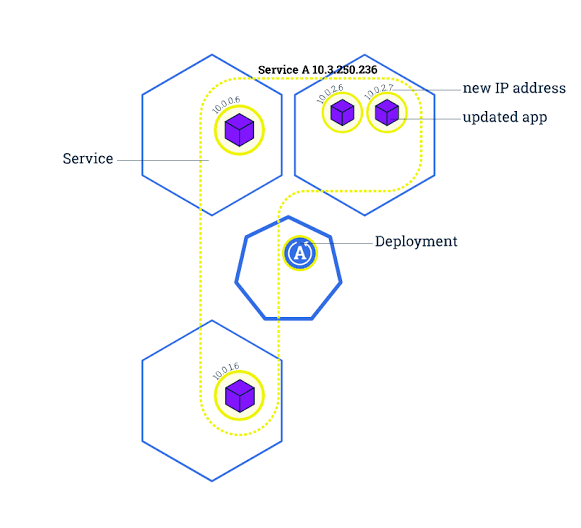 Service A 10.3.250.236
10.0.0.6
10.0.2.6
10.0.2.7
new IP address
updated app
Service
Deployment
A
10.0.1.6